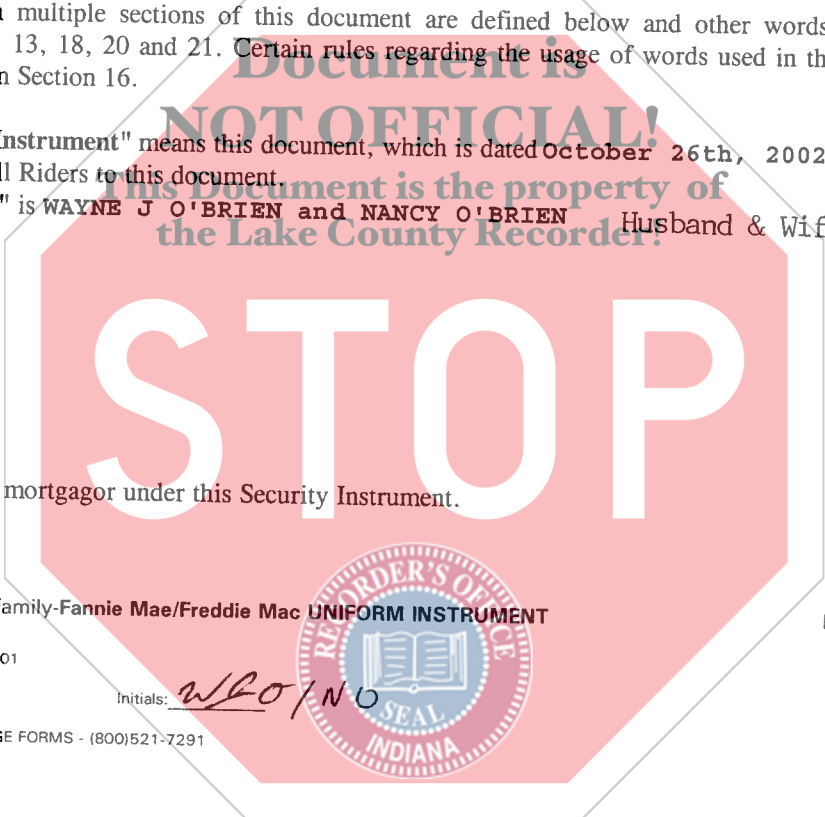 multiple sections of this document are defined below and other words
13, 18, 20 and 21. Certain rules regarding the usage of words used in th
n Section 16.
Document is
NOT OFFICIAL!
Instrument" means this document, which is dated October 26th, 2002
ll Riders to this document.
This Document is the property of
" is WAYNE J O'BRIEN and NANCY O'BRIEN Husband & Wif
the Lake County Recorder!
STOP
mortgagor under this Security Instrument.
RECORDER'S OFFICE
amily-Fannie Mae/Freddie Mac UNIFORM INSTRUMENT
01
Initials: WJO / NO
SEAL
GE FORMS - (800)521-7291
INDIANA